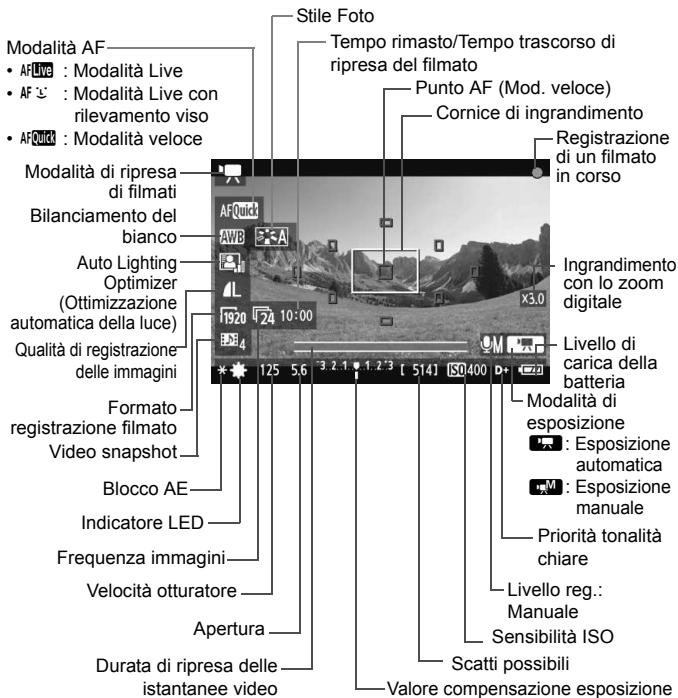 Stile Foto
Modalità AF
Tempo rimasto/Tempo trascorso di
ripresa del filmato
• AF Live : Modalità Live
• AF : Modalità Live con
rilevamento viso
• AF Quick : Modalità veloce
Punto AF (Mod. veloce)
Cornice di ingrandimento
Registrazione
di un filmato
in corso
Modalità di ripresa
di filmati
Bilanciamento del
bianco
Auto Lighting
Optimizer
(Ottimizzazione
automatica della luce)
Qualità di registrazione
delle immagini
Formato
registrazione filmato
Video snapshot
Blocco AE
Indicatore LED
Frequenza immagini
Velocità otturatore
Apertura
Durata di ripresa delle
istantanee video
AF Quick
AWB A
L
1920 24 10:00
4
x3.0
M
125 5.6 -3..2..1..0..1..2.+3 [ 514] ISO 400 D+
Ingrandimento
con lo zoom
digitale
Livello di
carica della
batteria
Modalità di
esposizione
: Esposizione
automatica
M : Esposizione
manuale
Priorità tonalità
chiare
Livello reg.:
Manuale
Sensibilità ISO
Scatti possibili
Valore compensazione esposizione